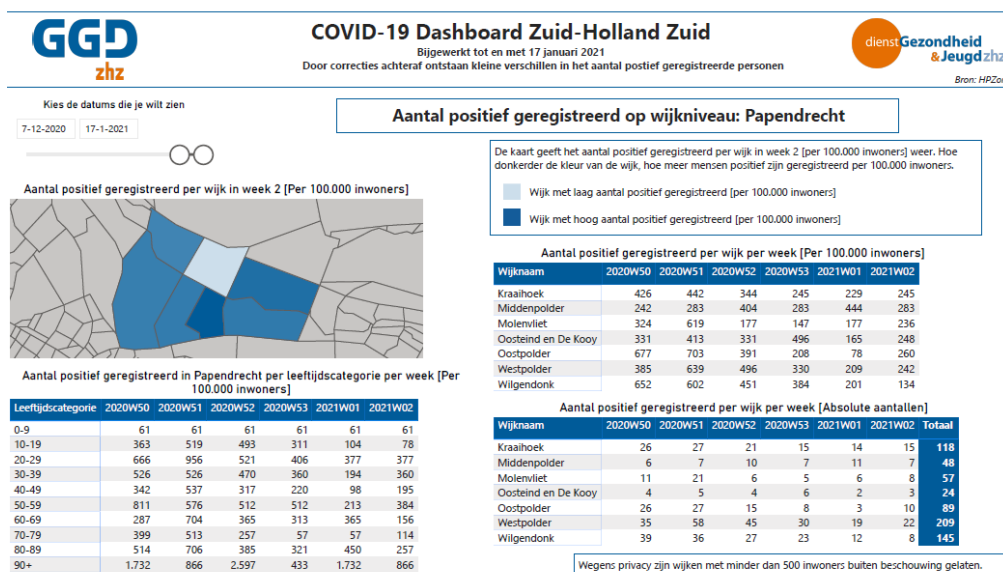 GGD
zhz
COVID-19 Dashboard Zuid-Holland Zuid
Bijgewerkt tot en met 17 januari 2021
Door correcties achteraf ontstaan kleine verschillen in het aantal postief geregistreerde personen
dienstGezondheid
&Jeugdzhz
Bron: HPZo
Kies de datums die je wilt zien
7-12-2020 17-1-2021
Aantal positief geregistreerd op wijkniveau: Papendrecht
De kaart geeft het aantal positief geregistreerd per wijk in week 2 [per 100.000 inwoners] weer. Hoe
donkerder de kleur van de wijk, hoe meer mensen positief zijn geregistreerd per 100.000 inwoners.
Wijk met laag aantal positief geregistreerd [per 100.000 inwoners]
Wijk met hoog aantal positief geregistreerd [per 100.000 inwoners]
Aantal positief geregistreerd per wijk in week 2 [Per 100.000 inwoners]
Aantal positief geregistreerd per wijk per week [Per 100.000 inwoners]
Wijknaam 2020W50 2020W51 2020W52 2020W53 2021W01 2021W02
Kraaihoek 426 442 344 245 229 245
Middenpolder 242 283 404 283 444 283
Molenvliet 324 619 177 147 177 236
Oosteind en De Kooy 331 413 331 496 165 248
Oostpolder 677 703 391 208 78 260
Westpolder 385 639 496 330 209 242
Wilgendonk 652 602 451 384 201 134
Aantal positief geregistreerd in Papendrecht per leeftijdscategorie per week [Per
100.000 inwoners]
Leeftijdscategorie 2020W50 2020W51 2020W52 2020W53 2021W01 2021W02
0-9 61 61 61 61 61 61
10-19 363 519 493 311 104 78
20-29 666 956 521 406 377 377
30-39 526 526 470 360 194 360
40-49 342 537 317 220 98 195
50-59 811 576 512 512 213 384
60-69 287 704 365 313 365 156
70-79 399 513 257 57 57 114
80-89 514 706 385 321 450 257
90+ 1.732 866 2.597 433 1.732 866
Aantal positief geregistreerd per wijk per week [Absolute aantallen]
Wijknaam 2020W50 2020W51 2020W52 2020W53 2021W01 2021W02 Totaal
Kraaihoek 26 27 21 15 14 15 118
Middenpolder 6 7 10 7 11 7 48
Molenvliet 11 21 6 5 6 8 57
Oosteind en De Kooy 4 5 4 6 2 3 24
Oostpolder 26 27 15 8 3 10 89
Westpolder 35 58 45 30 19 22 209
Wilgendonk 39 36 27 23 12 8 145
Wegens privacy zijn wijken met minder dan 500 inwoners buiten beschouwing gelaten.